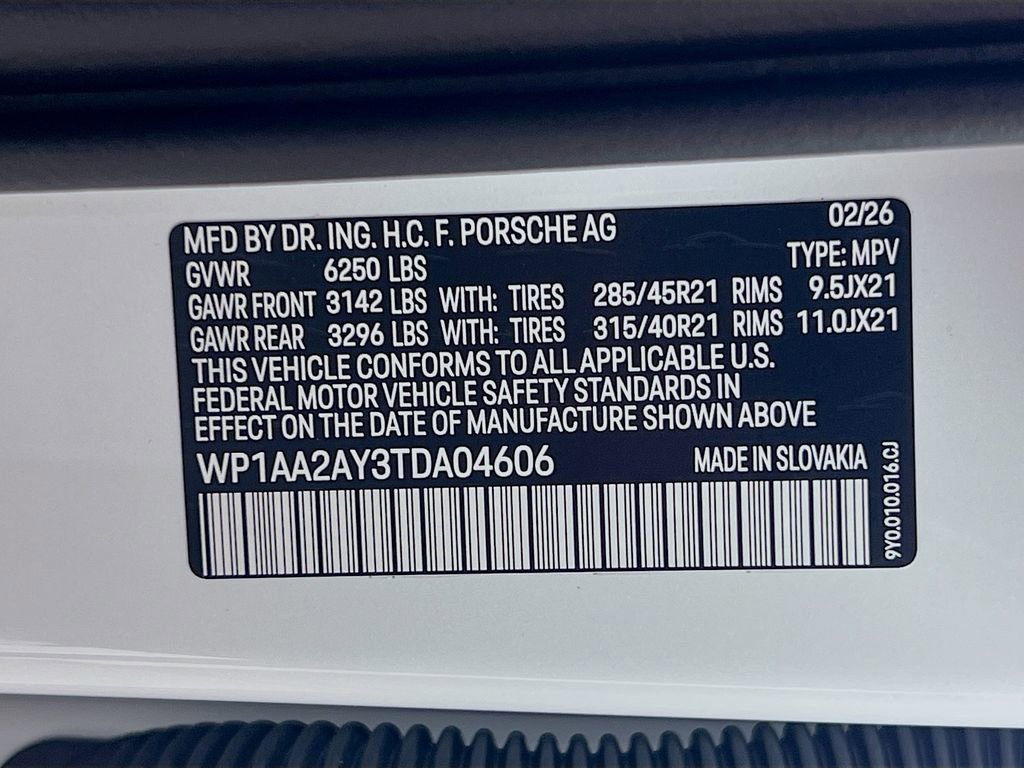 MFD BY DR. ING. H.C. F. PORSCHE AG 02/26
GVWR 6250 LBS TYPE: MPV
GAWR FRONT 3142 LBS WITH: TIRES 285/45R21 RIMS 9.5JX21
GAWR REAR 3296 LBS WITH: TIRES 315/40R21 RIMS 11.0JX21
THIS VEHICLE CONFORMS TO ALL APPLICABLE U.S.
FEDERAL MOTOR VEHICLE SAFETY STANDARDS IN
EFFECT ON THE DATE OF MANUFACTURE SHOWN ABOVE
WP1AA2AY3TDA04606 MADE IN SLOVAKIA
9Y0.010.016.CJ